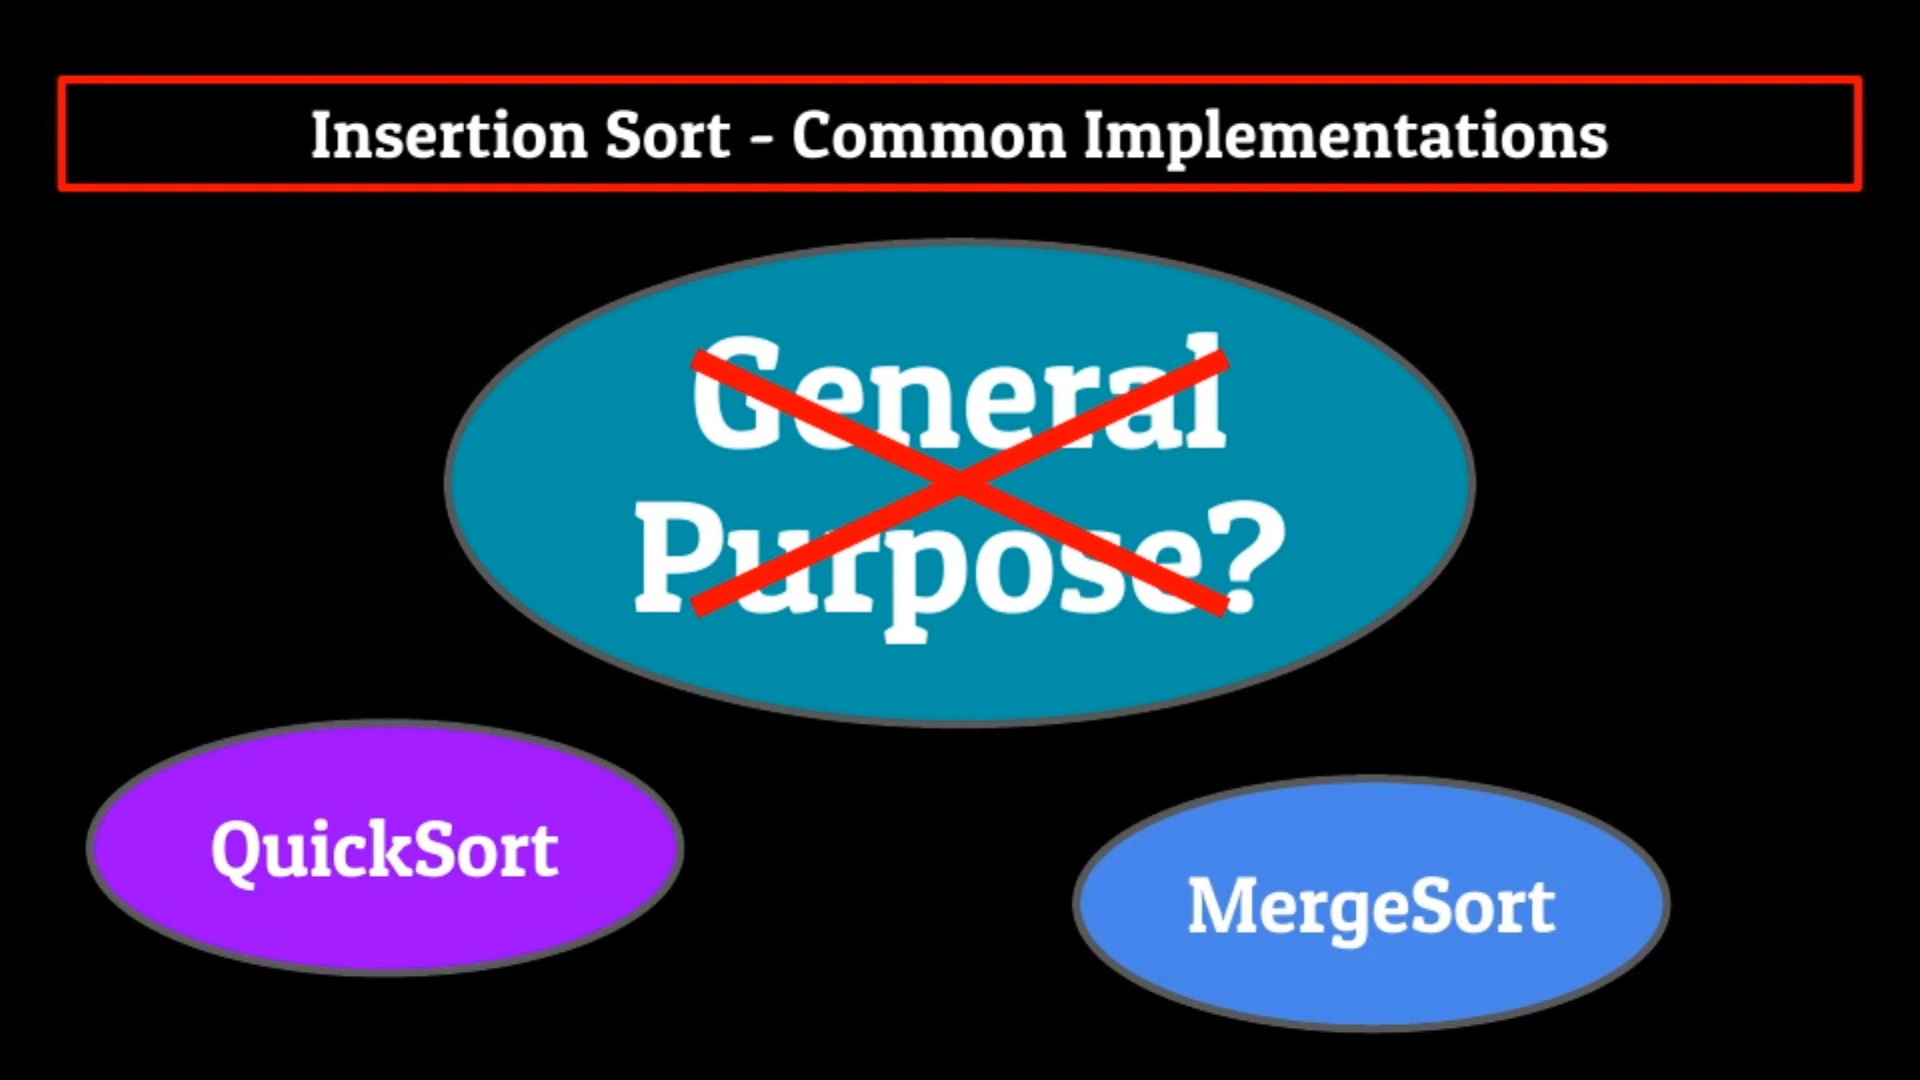 Insertion Sort - Common Implementations
General
Purpose?
QuickSort
MergeSort